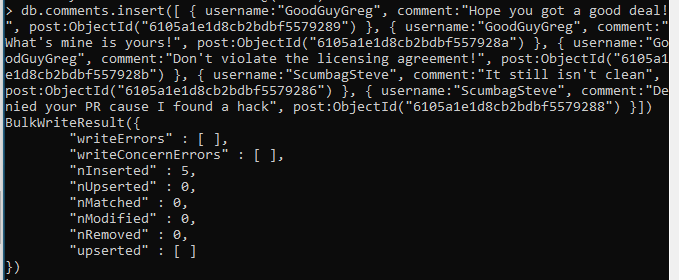 > db.comments.insert([ { username:"GoodGuyGreg", comment:"Hope you got a good deal!
", post:ObjectId("6105a1e1d8cb2bdbf5579289") }, { username:"GoodGuyGreg", comment:"
What's mine is yours!", post:ObjectId("6105a1e1d8cb2bdbf557928a") }, { username:"Go
odGuyGreg", comment:"Don't violate the licensing agreement!", post:ObjectId("6105a1
e1d8cb2bdbf557928b") }, { username:"ScumbagSteve", comment:"It still isn't clean",
post:ObjectId("6105a1e1d8cb2bdbf5579286") }, { username:"ScumbagSteve", comment:"De
nied your PR cause I found a hack", post:ObjectId("6105a1e1d8cb2bdbf5579288") }])
BulkWriteResult({
        "writeErrors" : [ ],
        "writeConcernErrors" : [ ],
        "nInserted" : 5,
        "nUpserted" : 0,
        "nMatched" : 0,
        "nModified" : 0,
        "nRemoved" : 0,
        "upserted" : [ ]
})